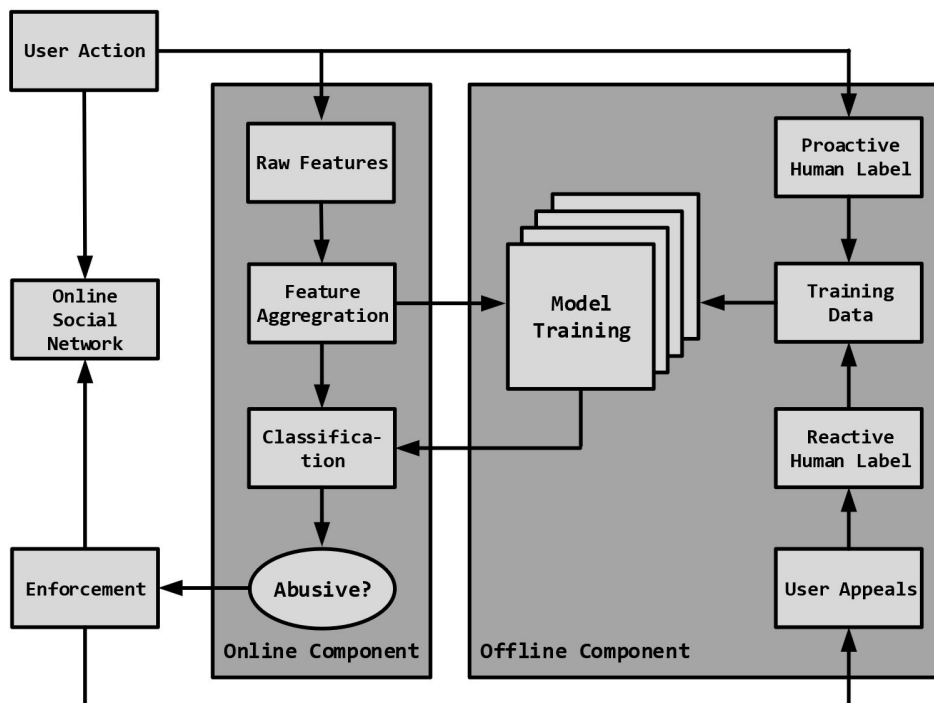 User Action
Raw Features
Proactive
Human Label
Online
Social
Network
Feature
Aggregration
Model
Training
Training
Data
Classifica-
tion
Reactive
Human Label
Enforcement
Abusive?
User Appeals
Online Component
Offline Component